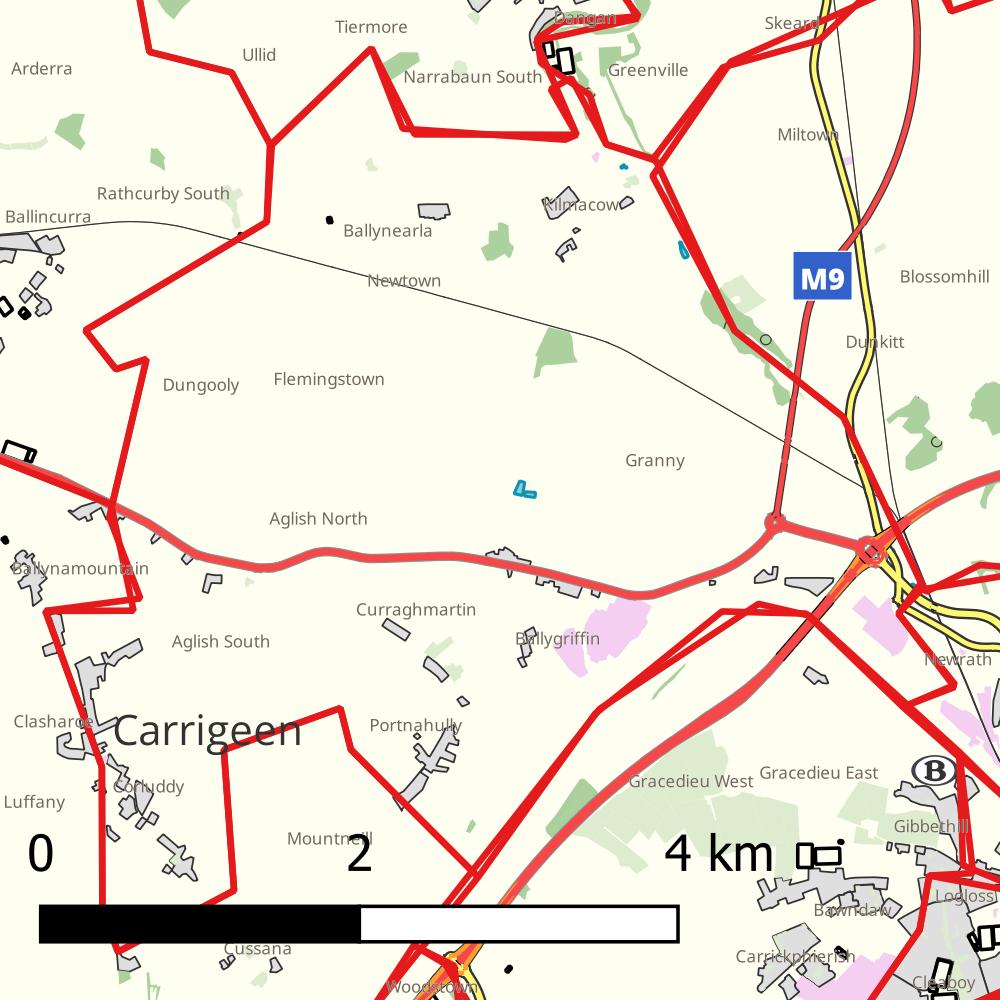 Dangan
Skeard
Tiermore
Ullid
Arderra
Narrabaun South
Greenville
Miltown
Rathcurby South
Ballincurra
Kilmacow
Ballynearla
Newtown
M9
Blossomhill
Dunkitt
Dungooly
Flemingstown
Granny
Aglish North
Ballynamountain
Curraghmartin
Aglish South
Ballygriffin
Newrath
Clasharoe
Carrigeen
Portnahully
B
Gracedieu West
Gracedieu East
Corluddy
Luffany
Gibbethill
Mountneill
0 2 4 km
Logloss
Bawndaw
Cussana
Carrickphierish
Cleaboy
Woodstown